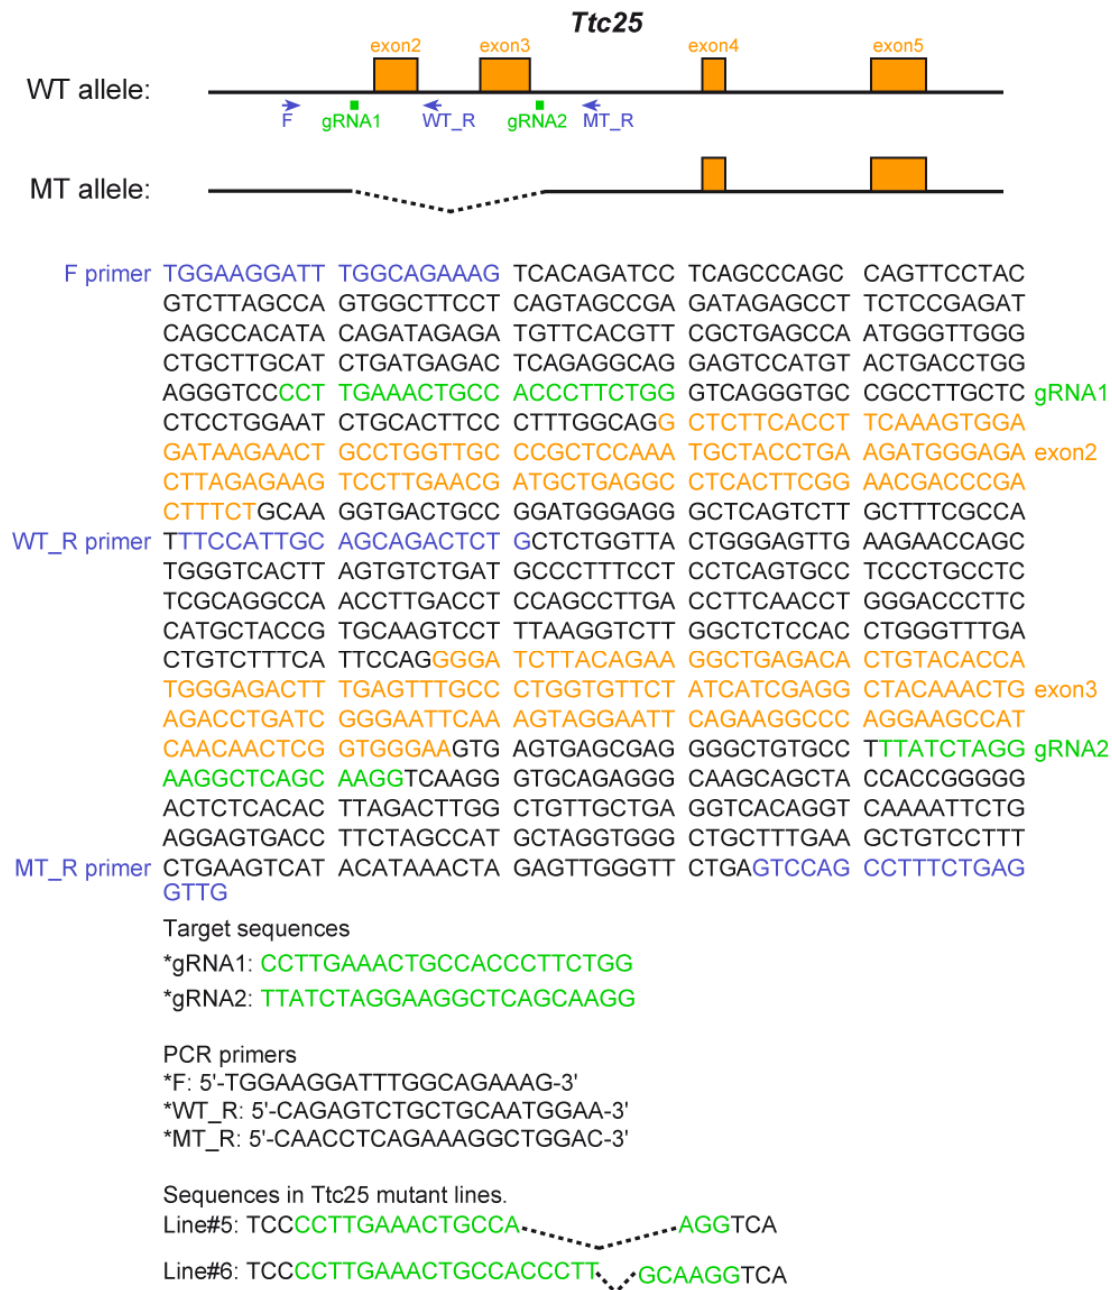 Ttc25
exon2 exon3 exon4 exon5
WT allele:
F gRNA1 WT_R gRNA2 MT_R
MT allele:
F primer TGGAAGGATT TGGCAGAAAG TCACAGATCC TCAGCCCAGC CAGTTCCTAC
GTCTTAGCCA GTGGCTTCCT CAGTAGCCGA GATAGAGCCT TCTCCGAGAT
CAGCCACATA CAGATAGAGA TGTTCACGTT CGCTGAGCCA ATGGGTTGGG
CTGCTTGCAT CTGATGAGAC TCAGAGGCAG GAGTCCATGT ACTGACCTGG
AGGGTCCCCT TGAAACTGCC ACCCTTCTGG GTCAGGGTGC CGCCTTGCTC gRNA1
CTCCTGGAAT CTGCACTTCC CTTTGGCAGG CTCTTCACCT TCAAAGTGGA
GATAAGAACT GCCTGGTTGC CCGCTCCAAA TGCTACCTGA AGATGGGAGA exon2
CTTAGAGAAG TCCTTGAACG ATGCTGAGGC CTCACTTCGG AACGACCCGA
CTTTCTGCAA GGTGACTGCC GGATGGGAGG GCTCAGTCTT GCTTTCGCCA
WT_R primer TTTCCATTGC AGCAGACTCT GCTCTGGTTA CTGGGAGTTG AAGAACCAGC
TGGGTCACTT AGTGTCTGAT GCCCTTTCCT CCTCAGTGCC TCCCTGCCTC
TCGCAGGCCA ACCTTGACCT CCAGCCTTGA CCTTCAACCT GGGACCCTTC
CATGCTACCG TGCAAGTCCT TTAAGGTCTT GGCTCTCCAC CTGGGTTTGA
CTGTCTTTCA TTCCAGGGGA TCTTACAGAA GGCTGAGACA CTGTACACCA
TGGGAGACTT TGAGTTTGCC CTGGTGTTCT ATCATCGAGG CTACAAACTG exon3
AGACCTGATC GGGAATTCAA AGTAGGAATT CAGAAGGCCC AGGAAGCCAT
CAACAACTCG GTGGGAAGTG AGTGAGCGAG GGGCTGTGCC TTTATCTAGG gRNA2
AAGGCTCAGC AAGGTCAAGG GTGCAGAGGG CAAGCAGCTA CCACCGGGGG
ACTCTCACAC TTAGACTTGG CTGTTGCTGA GGTCACAGGT CAAAATTCTG
AGGAGTGACC TTCTAGCCAT GCTAGGTGGG CTGCTTTGAA GCTGTCCTTT
MT_R primer CTGAAGTCAT ACATAAACTA GAGTTGGGTT CTGAGTCCAG CCTTTCTGAG
GTTG
Target sequences
*gRNA1: CCTTGAAACTGCCACCCTTCTGG
*gRNA2: TTATCTAGGAAGGCTCAGCAAGG
PCR primers
*F: 5'-TGGAAGGATTTGGCAGAAAG-3'
*WT_R: 5'-CAGAGTCTGCTGCAATGGAA-3'
*MT_R: 5'-CAACCTCAGAAAGGCTGGAC-3'
Sequences in Ttc25 mutant lines.
Line#5: TCCCCTTGAAACTGCCA AGGTCA
Line#6: TCCCCTTGAAACTGCCACCCTT GCAAGGTCA